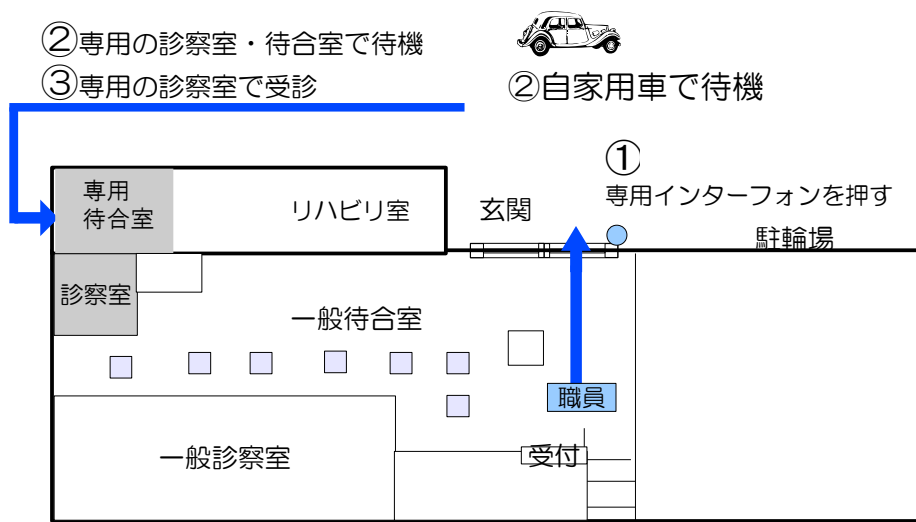 ②専用の診察室・待合室で待機
③専用の診察室で受診
②自家用車で待機
①
専用インターフォンを押す
専用
待合室
リハビリ室
玄関
駐輪場
診察室
一般待合室
職員
一般診察室
受付